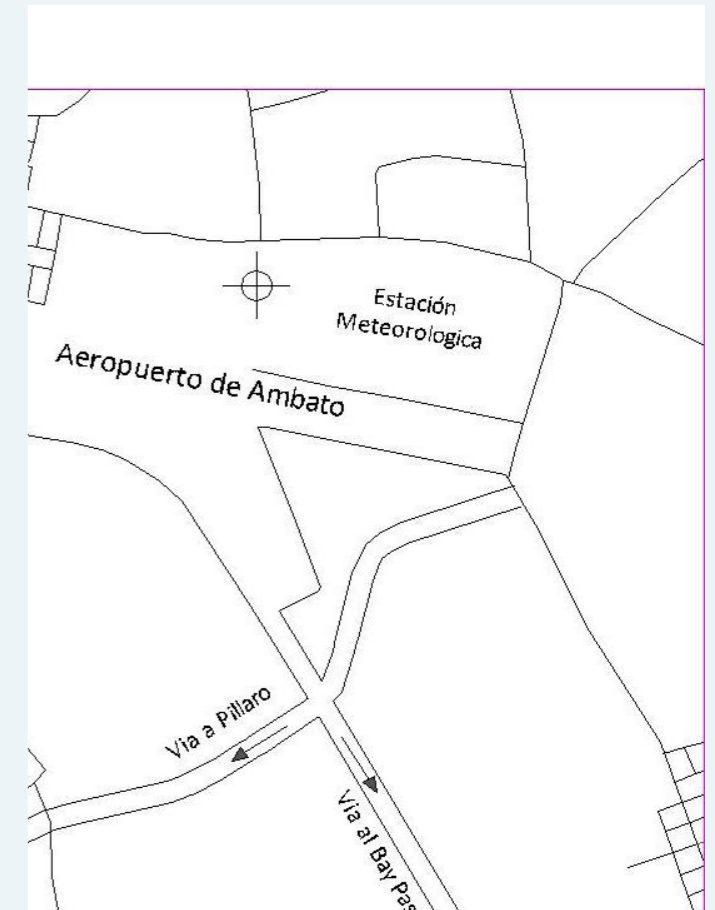 Estación
Meteorologica
Aeropuerto de Ambato
Via a Pillaro
Via al Bay Pas